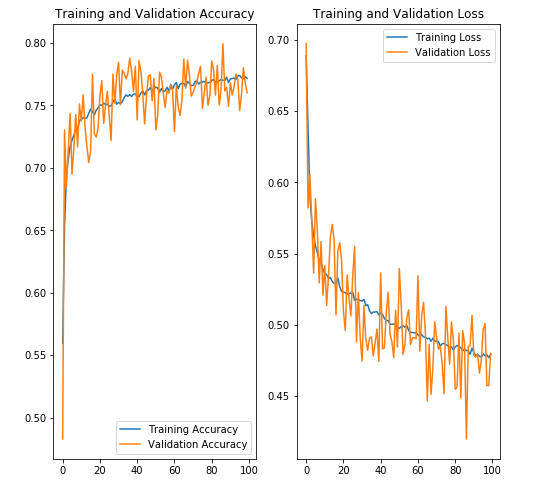 Training and Validation Accuracy
0.80
0.75
0.70
0.65
0.60
0.55
0.50
0 20 40 60 80 100
Training Accuracy
Validation Accuracy
Training and Validation Loss
0.70
0.65
0.60
0.55
0.50
0.45
0 20 40 60 80 100
Training Loss
Validation Loss